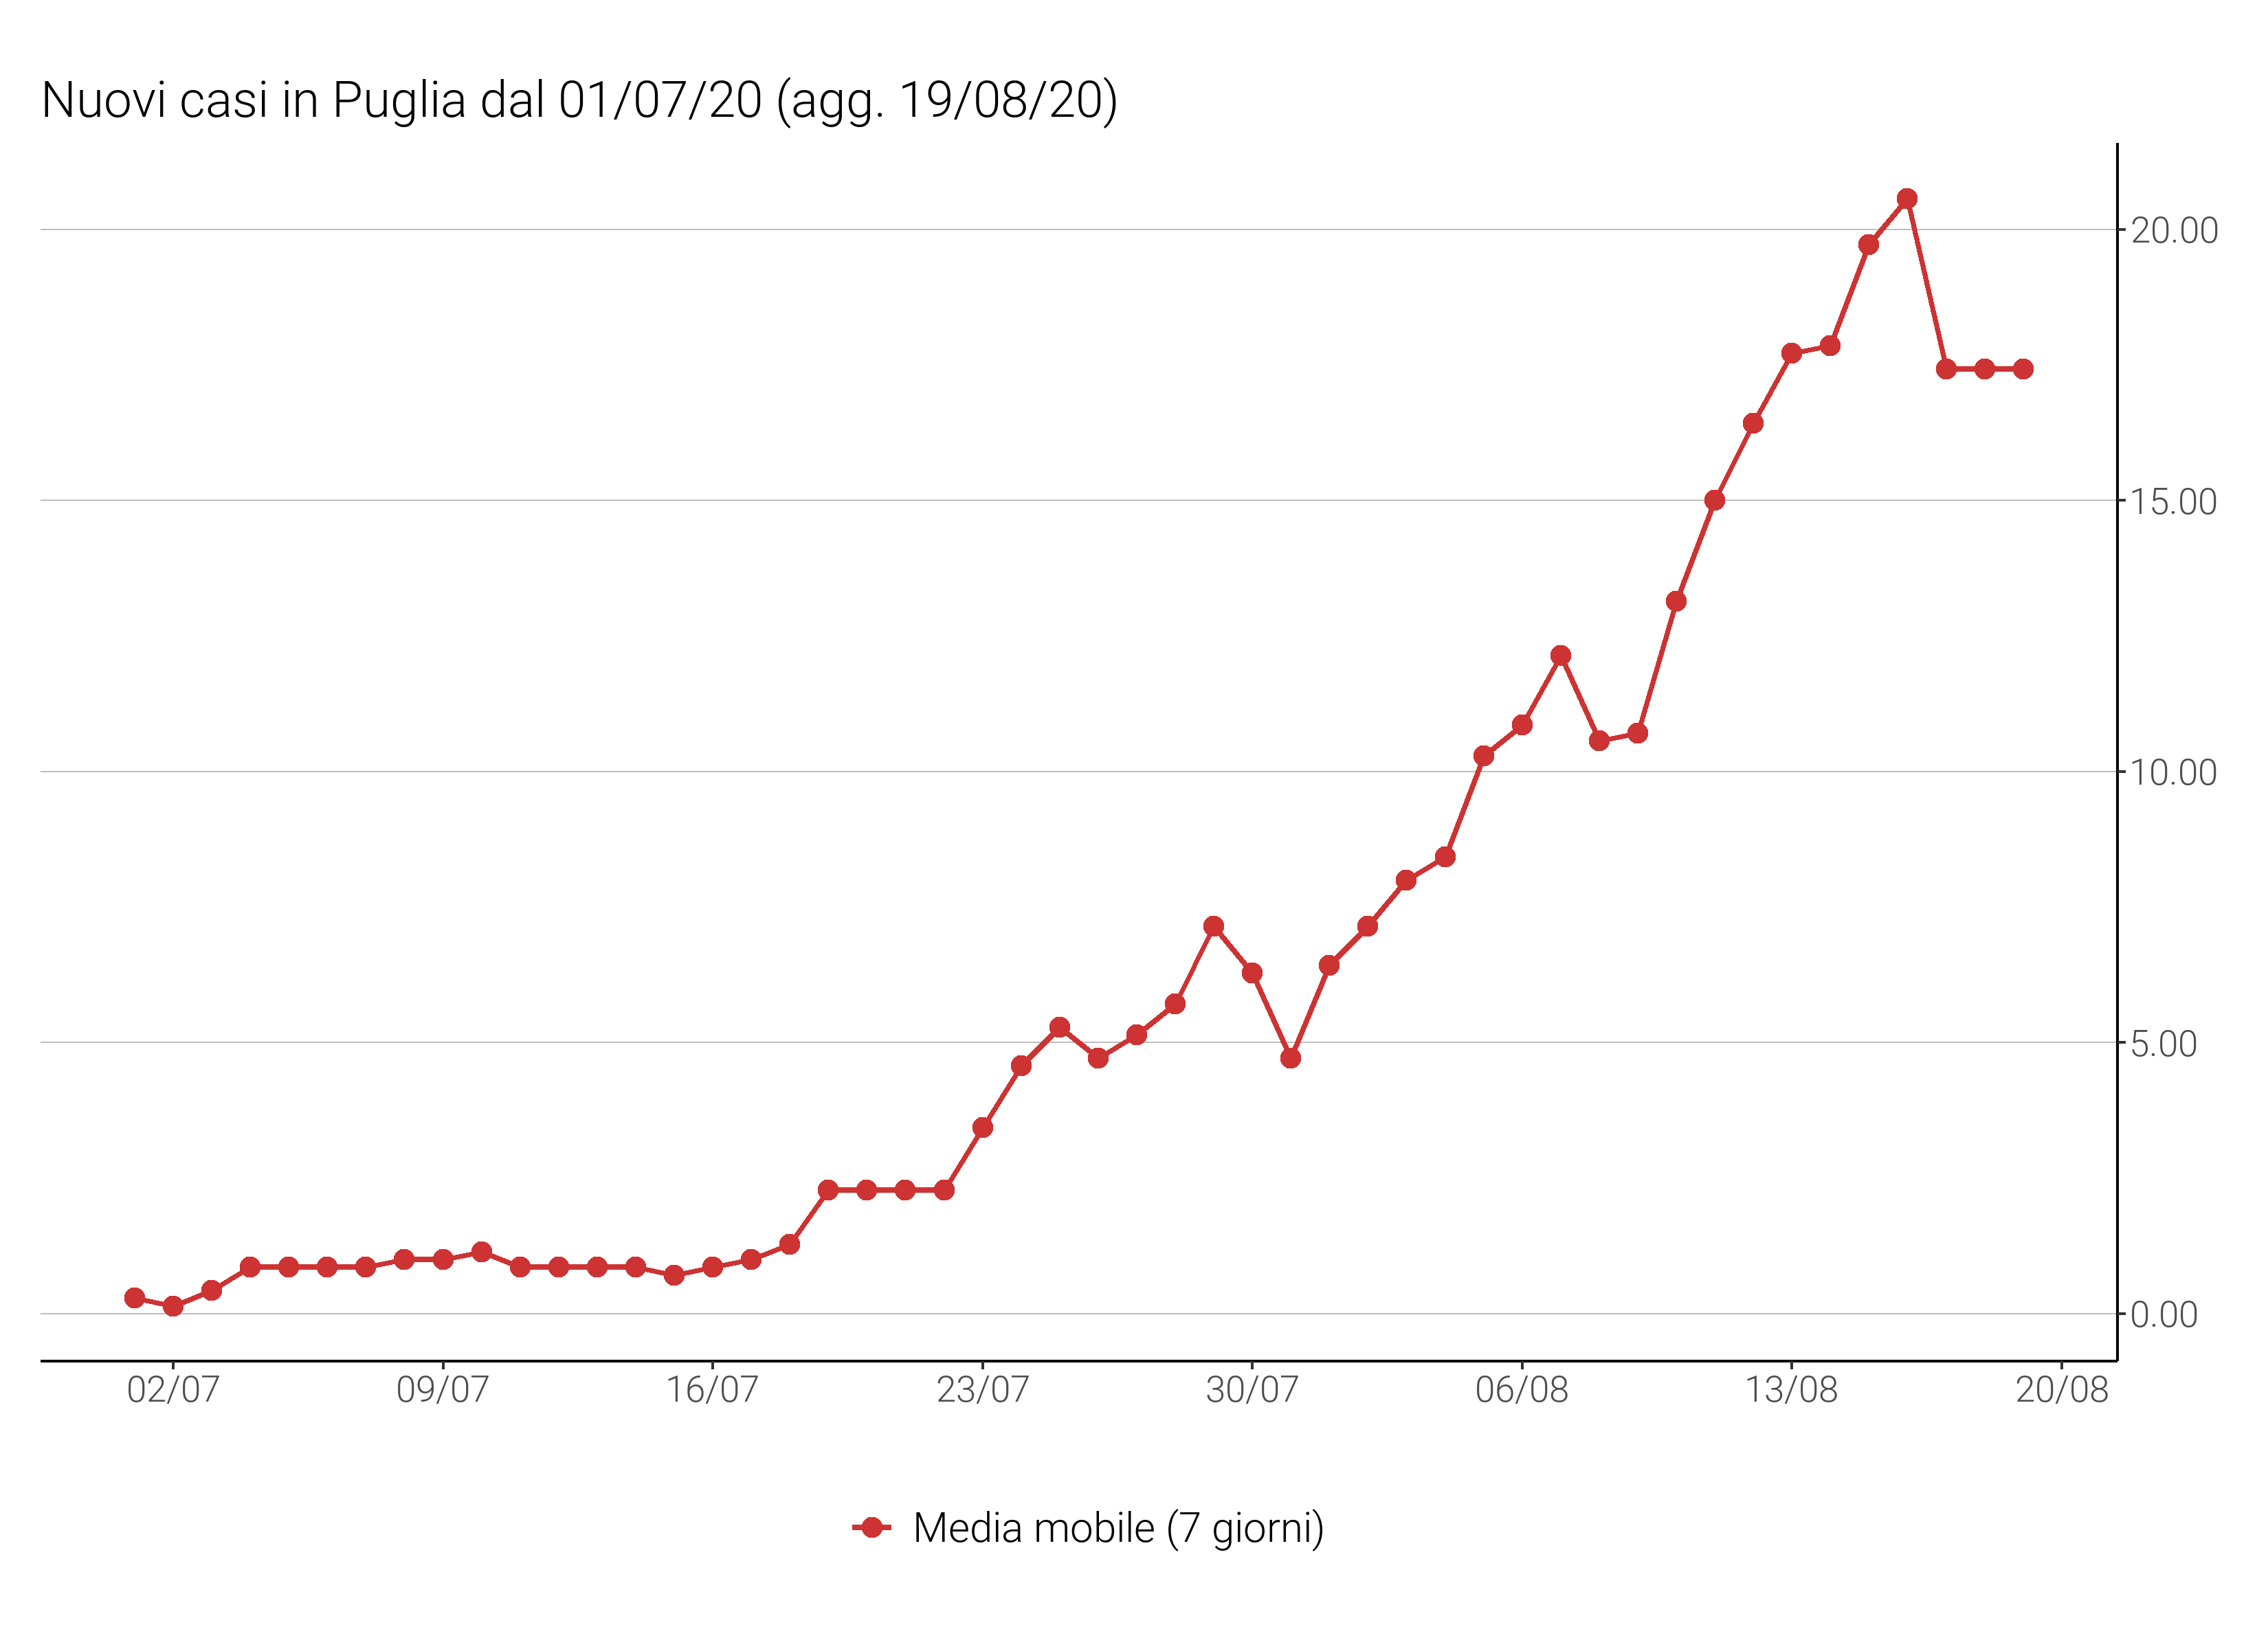 Nuovi casi in Puglia dal 01/07/20 (agg. 19/08/20)
20.00
15.00
10.00
5.00
0.00
02/07 09/07 16/07 23/07 30/07 06/08 13/08 20/08
Media mobile (7 giorni)